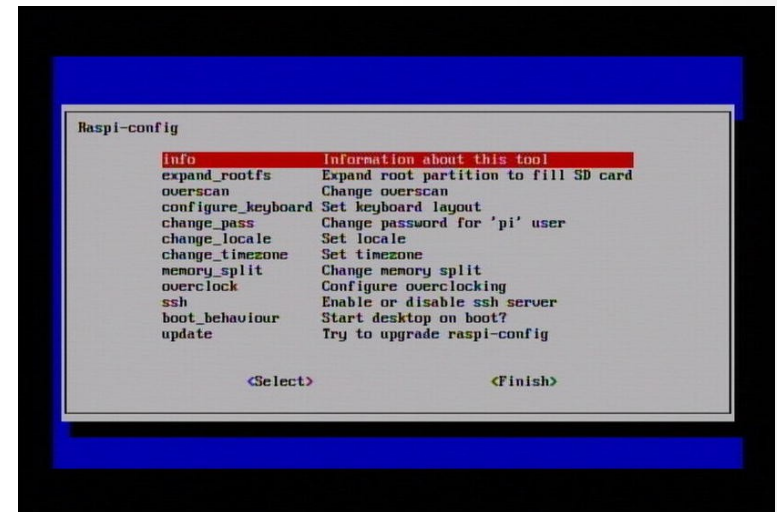 Raspi-config
info Information about this tool
expand_rootfs Expand root partition to fill SD card
overscan Change overscan
configure_keyboard Set keyboard layout
change_pass Change password for 'pi' user
change_locale Set locale
change_timezone Set timezone
memory_split Change memory split
overclock Configure overclocking
ssh Enable or disable ssh server
boot_behaviour Start desktop on boot?
update Try to upgrade raspi-config
<Select> <Finish>